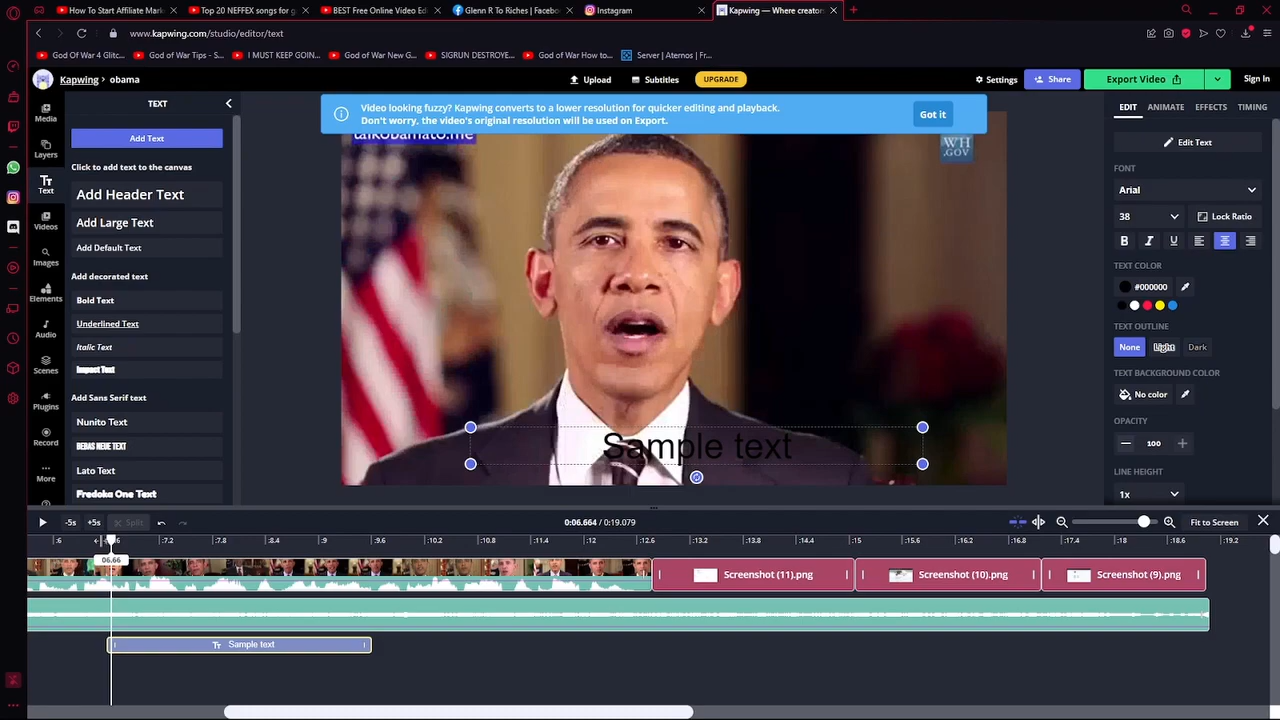 How To Start Affiliate Mark
Top 20 NEFFEX songs for g
BEST Free Online Video Edi
Glenn R To Riches | Facebo
Instagram
Kapwing — Where creator
www.kapwing.com/studio/editor/text
God Of War 4 Glitc...
God of War Tips - S...
I MUST KEEP GOIN...
God of War New G...
SIGRUN DESTROYE...
God Of War How to...
Server | Aternos | Fr...
Kapwing > obama
Upload
Subtitles
UPGRADE
Settings
Share
Export Video
Sign In
Media
Layers
Text
Videos
Images
Elements
Audio
Scenes
Plugins
Record
More
TEXT
Add Text
Click to add text to the canvas
Add Header Text
Add Large Text
Add Default Text
Add decorated text
Bold Text
Underlined Text
Italic Text
Impact Text
Add Sans Serif text
Nunito Text
BEBAS NEUE TEXT
Lato Text
Fredoka One Text
Video looking fuzzy? Kapwing converts to a lower resolution for quicker editing and playback.
Don't worry, the video's original resolution will be used on Export.
Got it
talkobamato.me
WH
.GOV
Sample text
EDIT
ANIMATE
EFFECTS
TIMING
Edit Text
FONT
Arial
38
Lock Ratio
B
I
U
TEXT COLOR
#000000
TEXT OUTLINE
None
Light
Dark
TEXT BACKGROUND COLOR
No color
OPACITY
100
LINE HEIGHT
1x
-5s
+5s
Split
0:06.664 / 0:19.079
Fit to Screen
:6
:7.2
:7.8
:8.4
:9
:9.6
:10.2
:10.8
:11.4
:12
:12.6
:13.2
:13.8
:14.4
:15
:15.6
:16.2
:16.8
:17.4
:18
:18.6
:19.2
06.66
Screenshot (11).png
Screenshot (10).png
Screenshot (9).png
Sample text